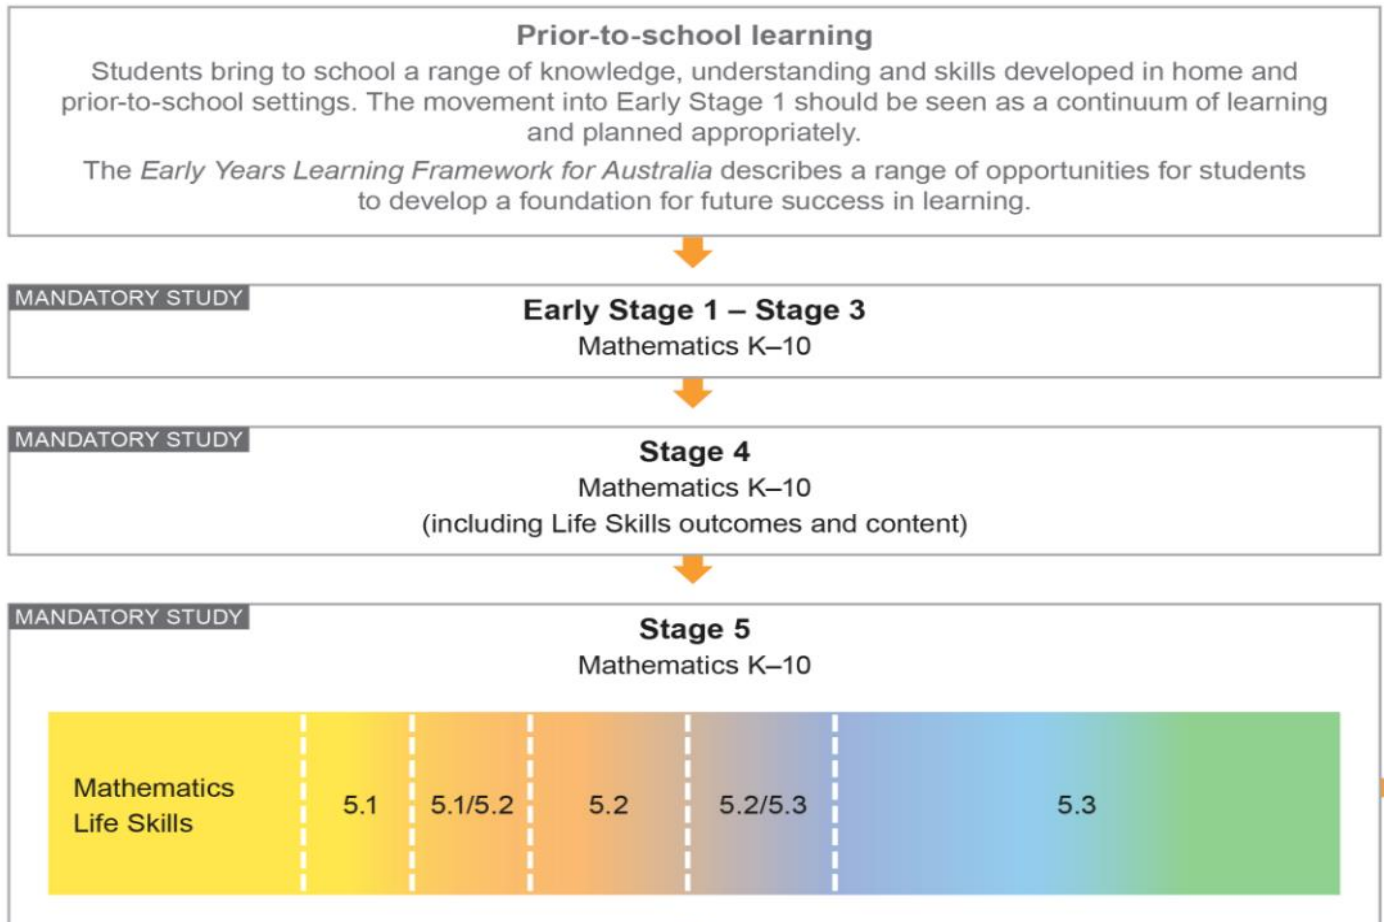 Prior-to-school learning
Students bring to school a range of knowledge, understanding and skills developed in home and
prior-to-school settings. The movement into Early Stage 1 should be seen as a continuum of learning
and planned appropriately.
The Early Years Learning Framework for Australia describes a range of opportunities for students
to develop a foundation for future success in learning.
MANDATORY STUDY
Early Stage 1 – Stage 3
Mathematics K–10
MANDATORY STUDY
Stage 4
Mathematics K–10
(including Life Skills outcomes and content)
MANDATORY STUDY
Stage 5
Mathematics K–10
Mathematics
Life Skills
5.1
5.1/5.2
5.2
5.2/5.3
5.3